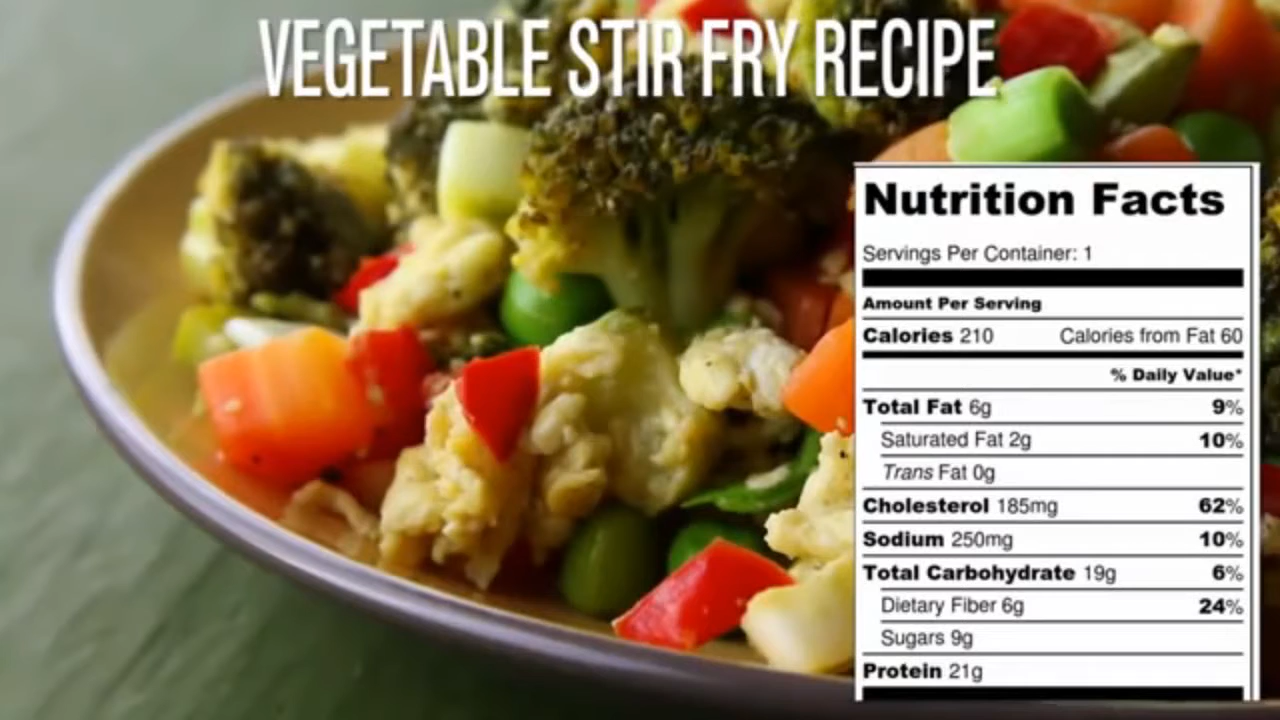 VEGETABLE STIR FRY RECIPE
Nutrition Facts
Servings Per Container: 1
Amount Per Serving
Calories 210 Calories from Fat 60
% Daily Value*
Total Fat 6g 9%
Saturated Fat 2g 10%
Trans Fat 0g
Cholesterol 185mg 62%
Sodium 250mg 10%
Total Carbohydrate 19g 6%
Dietary Fiber 6g 24%
Sugars 9g
Protein 21g